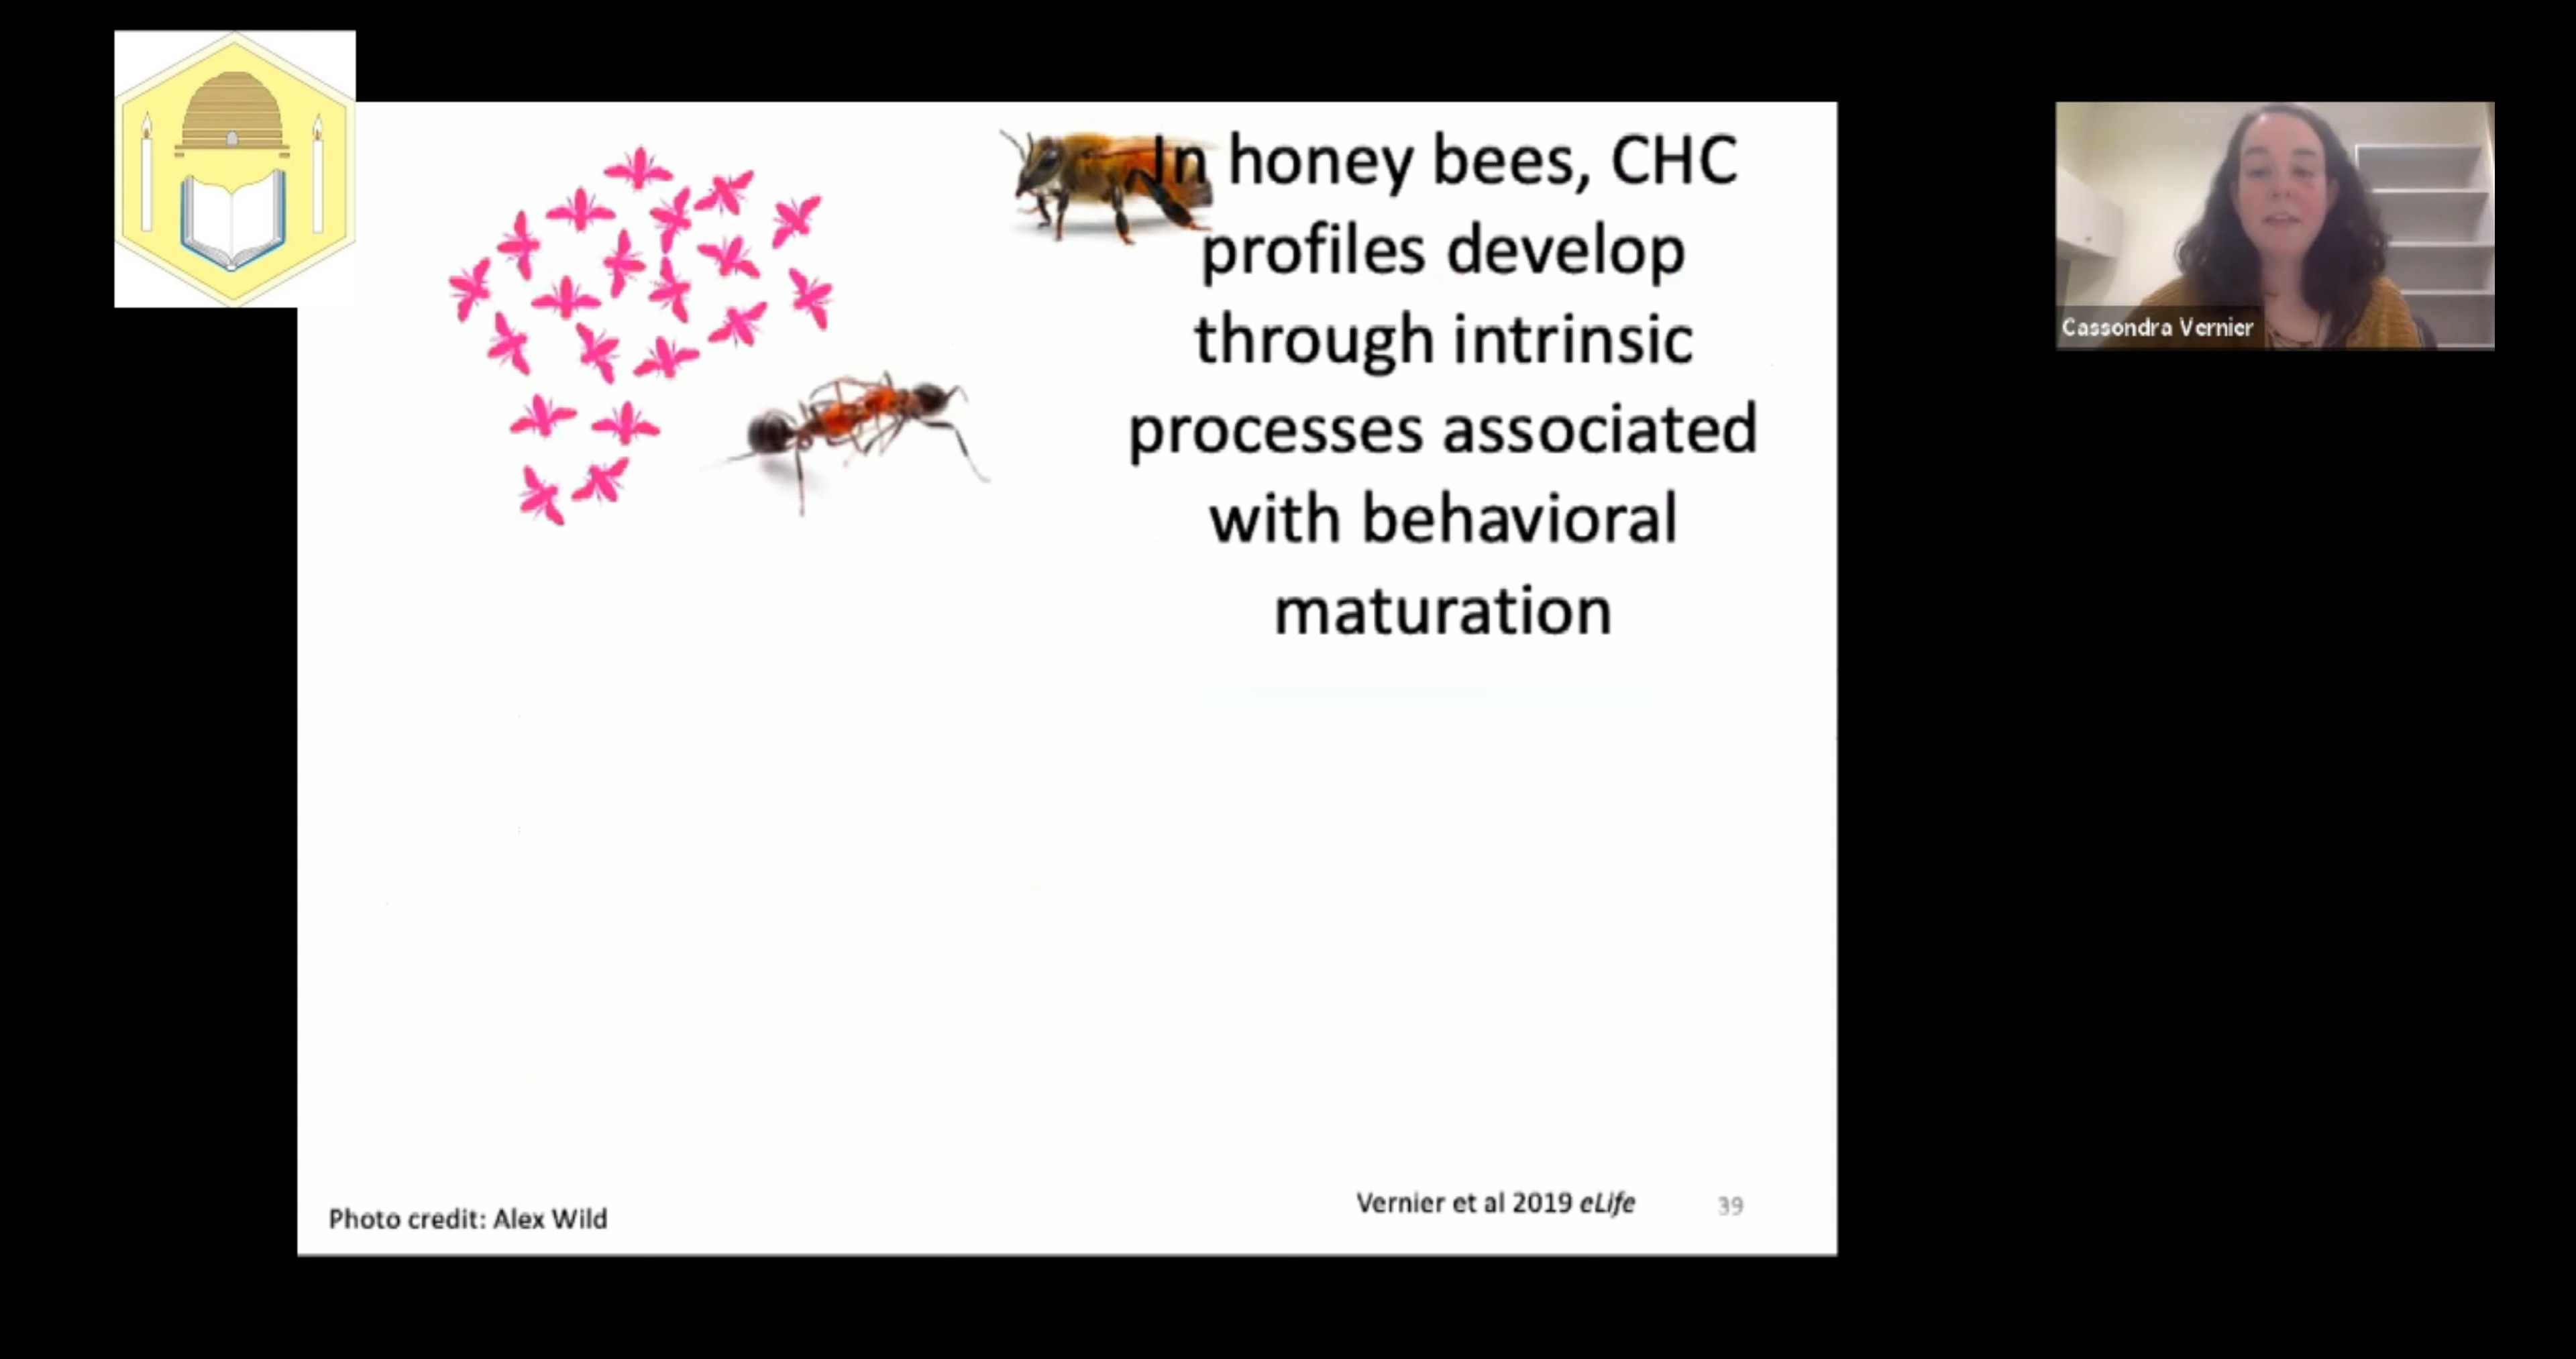 In honey bees, CHC
profiles develop
through intrinsic
processes associated
with behavioral
maturation
Cassondra Vernier
Photo credit: Alex Wild
Vernier et al 2019 eLife
39